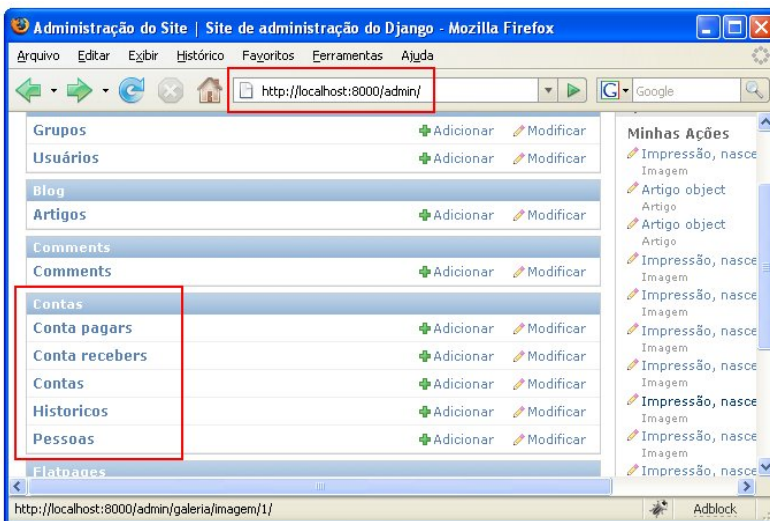 Administração do Site | Site de administração do Django - Mozilla Firefox
Arquivo Editar Exibir Histórico Favoritos Ferramentas Ajuda
http://localhost:8000/admin/
G Google
Grupos Adicionar Modificar
Usuários Adicionar Modificar
Blog
Artigos Adicionar Modificar
Comments
Comments Adicionar Modificar
Contas
Conta pagars Adicionar Modificar
Conta recebers Adicionar Modificar
Contas Adicionar Modificar
Historicos Adicionar Modificar
Pessoas Adicionar Modificar
Flatpages
Minhas Ações
Impressão, nasce
Imagem
Artigo object
Artigo
Artigo object
Artigo
Impressão, nasce
Imagem
Impressão, nasce
Imagem
Impressão, nasce
Imagem
Impressão, nasce
Imagem
Impressão, nasce
Imagem
Impressão, nasce
Imagem
Impressão, nasce
http://localhost:8000/admin/galeria/imagem/1/
Adblock